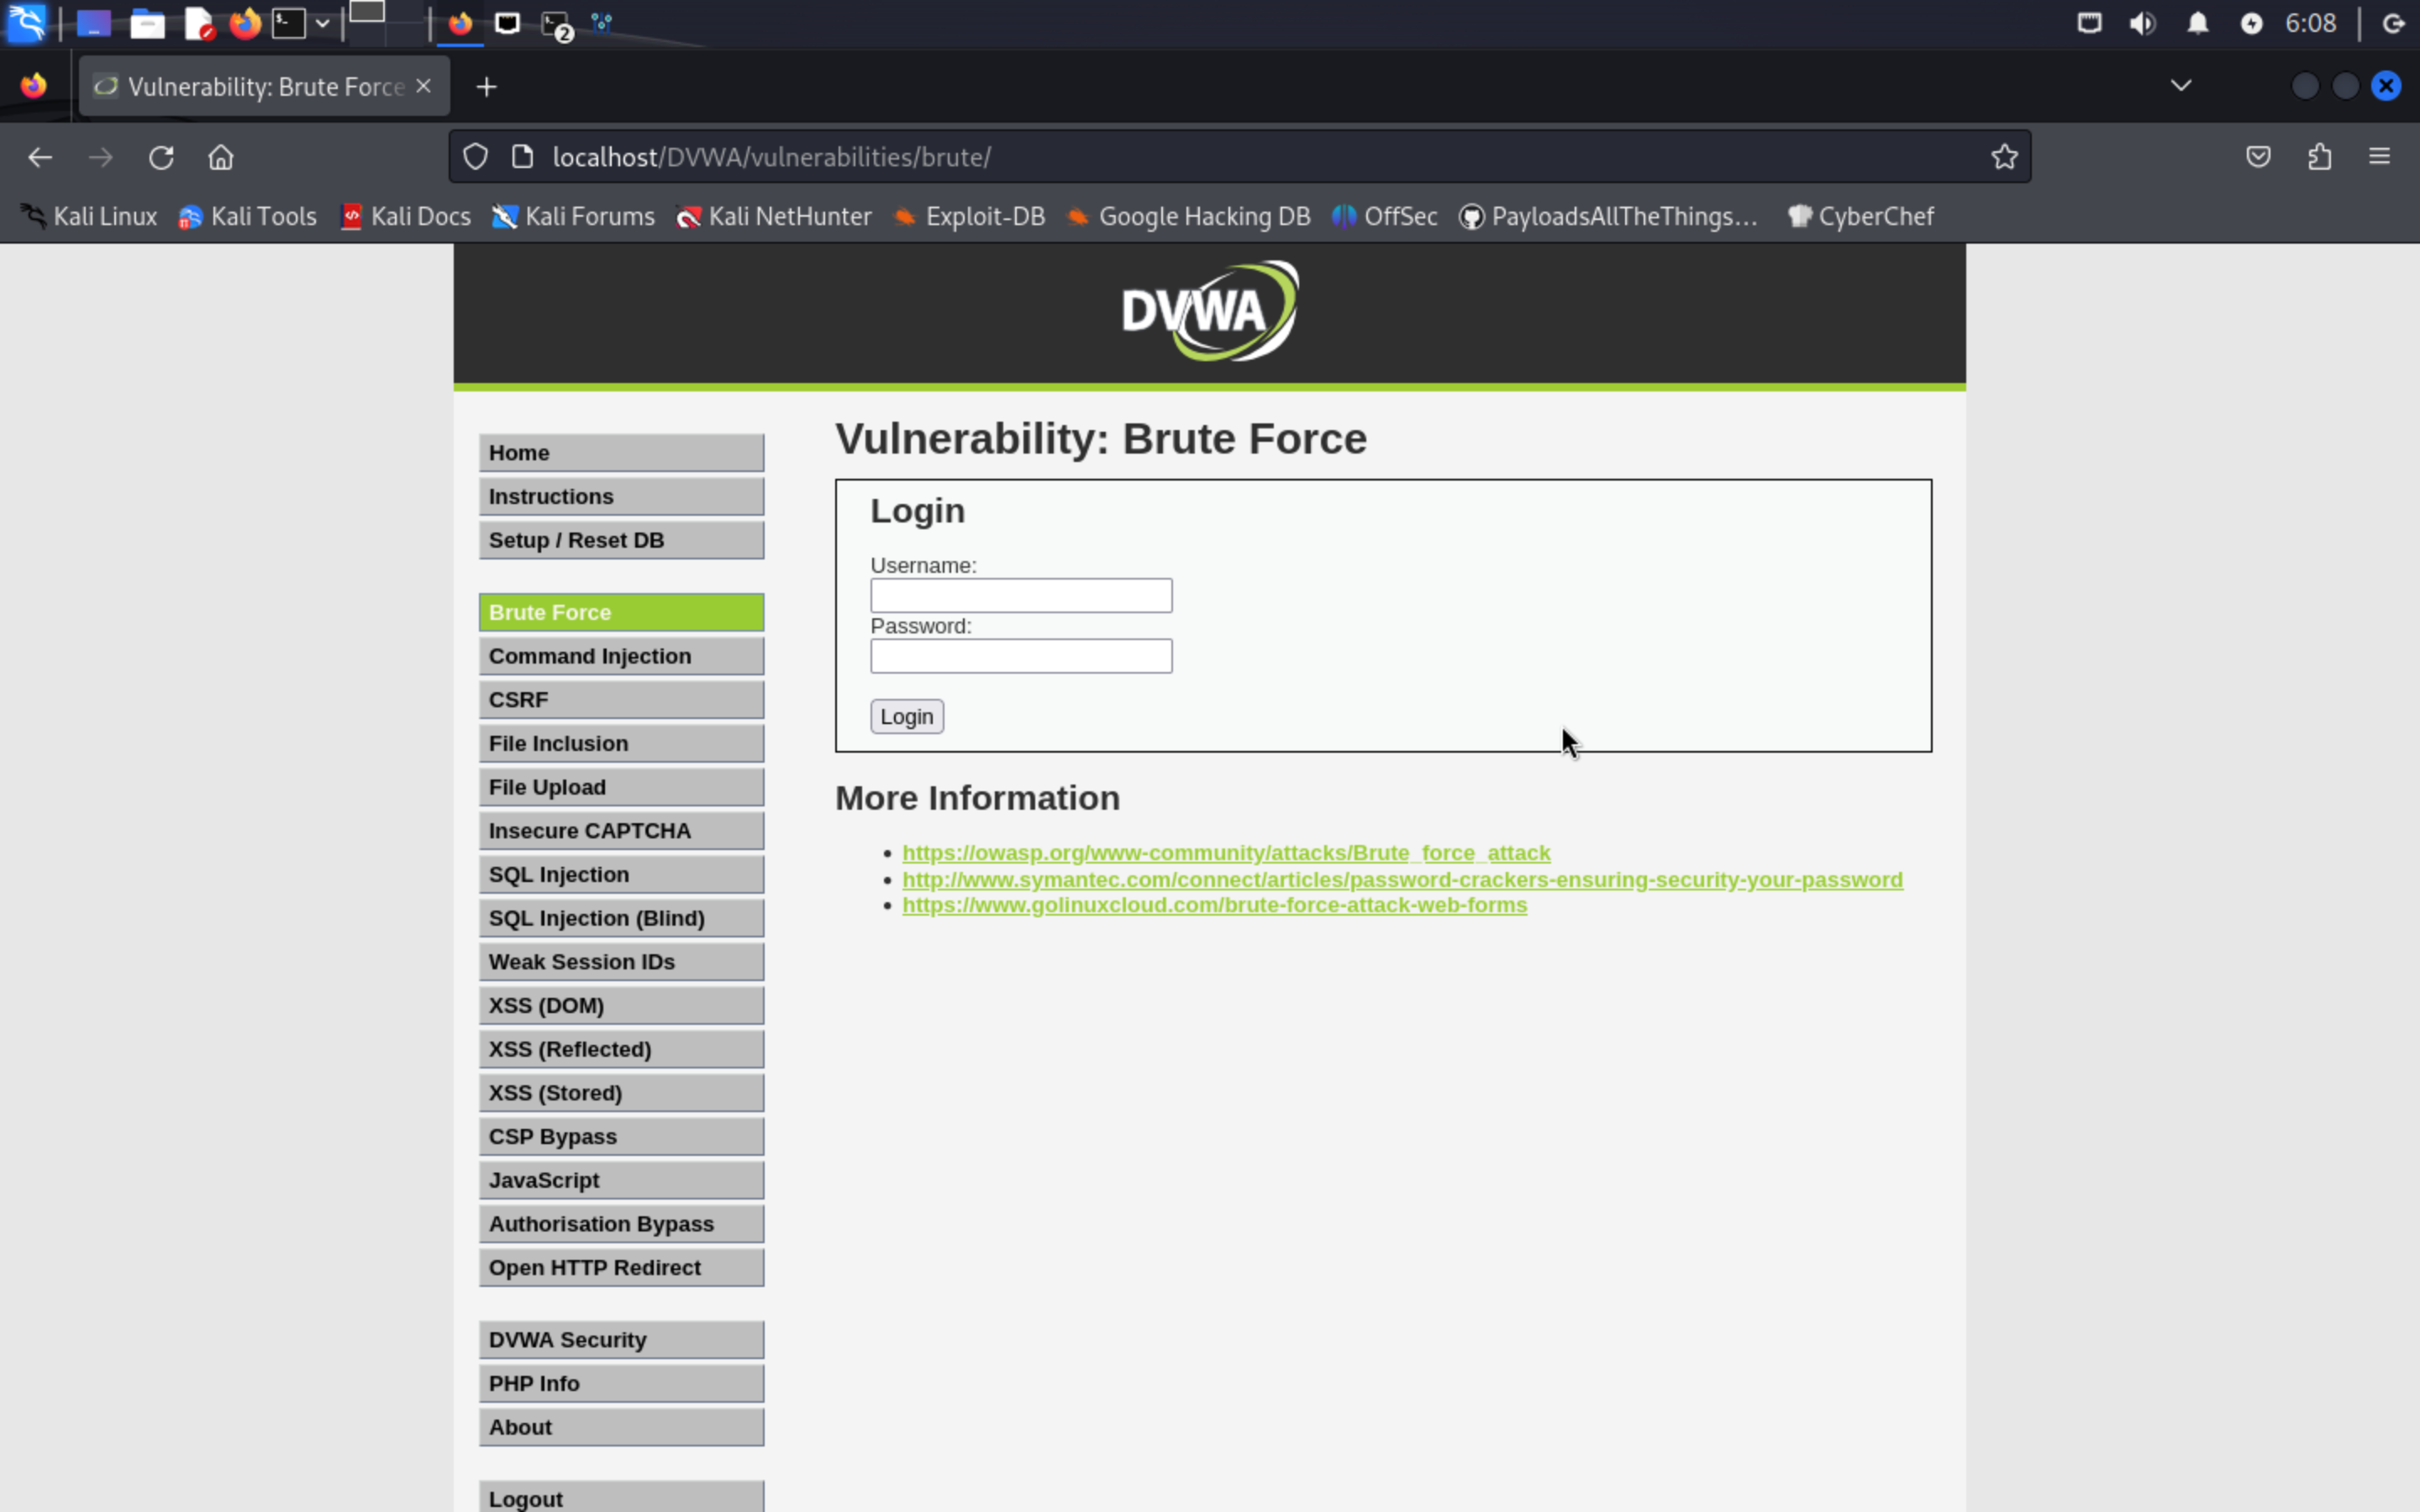 2
6:08
Vulnerability: Brute Force
localhost/DVWA/vulnerabilities/brute/
Kali Linux Kali Tools Kali Docs Kali Forums Kali NetHunter Exploit-DB Google Hacking DB OffSec PayloadsAllTheThings… CyberChef
DVWA
Home
Instructions
Setup / Reset DB
Brute Force
Command Injection
CSRF
File Inclusion
File Upload
Insecure CAPTCHA
SQL Injection
SQL Injection (Blind)
Weak Session IDs
XSS (DOM)
XSS (Reflected)
XSS (Stored)
CSP Bypass
JavaScript
Authorisation Bypass
Open HTTP Redirect
DVWA Security
PHP Info
About
Logout
Vulnerability: Brute Force
Login
Username:
Password:
Login
More Information
https://owasp.org/www-community/attacks/Brute_force_attack
http://www.symantec.com/connect/articles/password-crackers-ensuring-security-your-password
https://www.golinuxcloud.com/brute-force-attack-web-forms